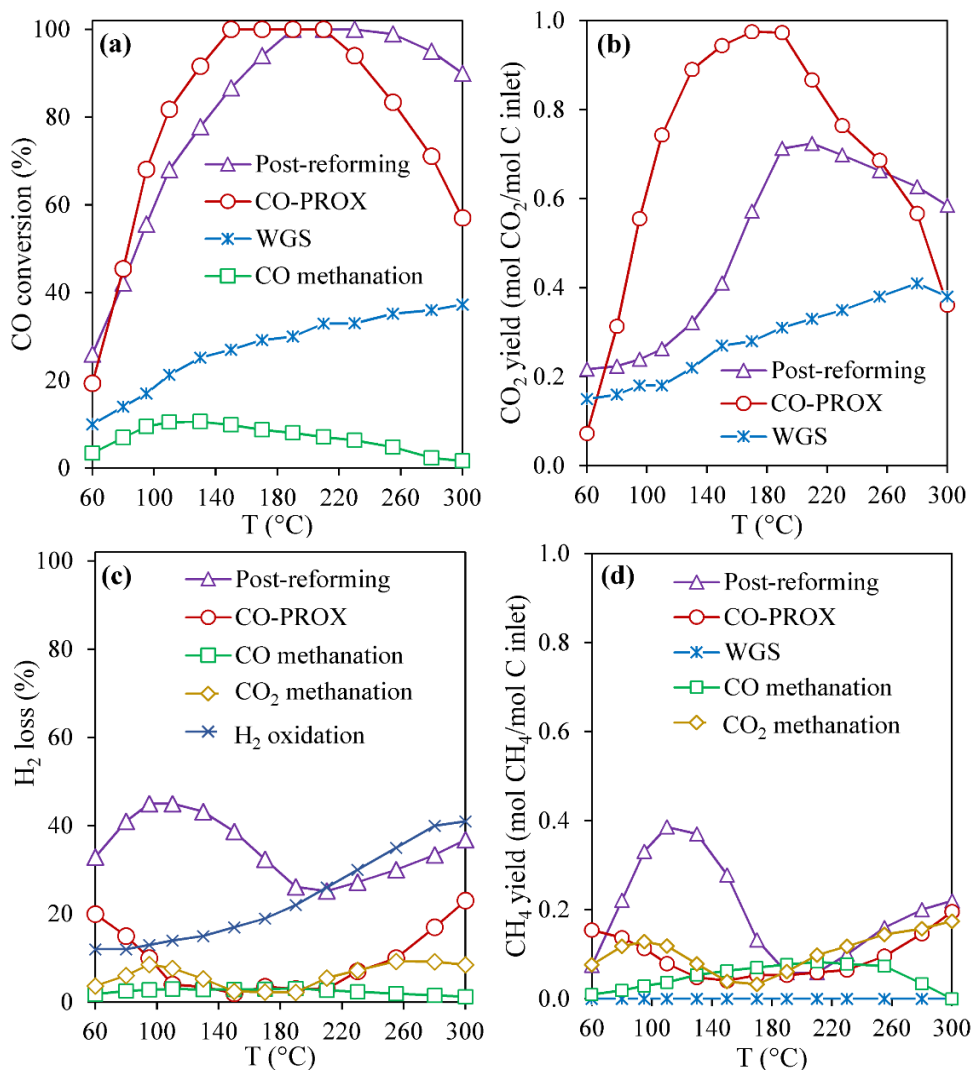 (a)
CO conversion (%)
100
80
60
40
20
0
Post-reforming
CO-PROX
WGS
CO methanation
60 100 140 180 220 260 300
T (°C)
(b)
CO₂ yield (mol CO₂/mol C inlet)
1.0
0.8
0.6
0.4
0.2
0.0
Post-reforming
CO-PROX
WGS
60 100 140 180 220 260 300
T (°C)
(c)
H₂ loss (%)
100
80
60
40
20
0
Post-reforming
CO-PROX
CO methanation
CO₂ methanation
H₂ oxidation
60 100 140 180 220 260 300
T (°C)
(d)
CH₄ yield (mol CH₄/mol C inlet)
1.0
0.8
0.6
0.4
0.2
0.0
Post-reforming
CO-PROX
WGS
CO methanation
CO₂ methanation
60 100 140 180 220 260 300
T (°C)